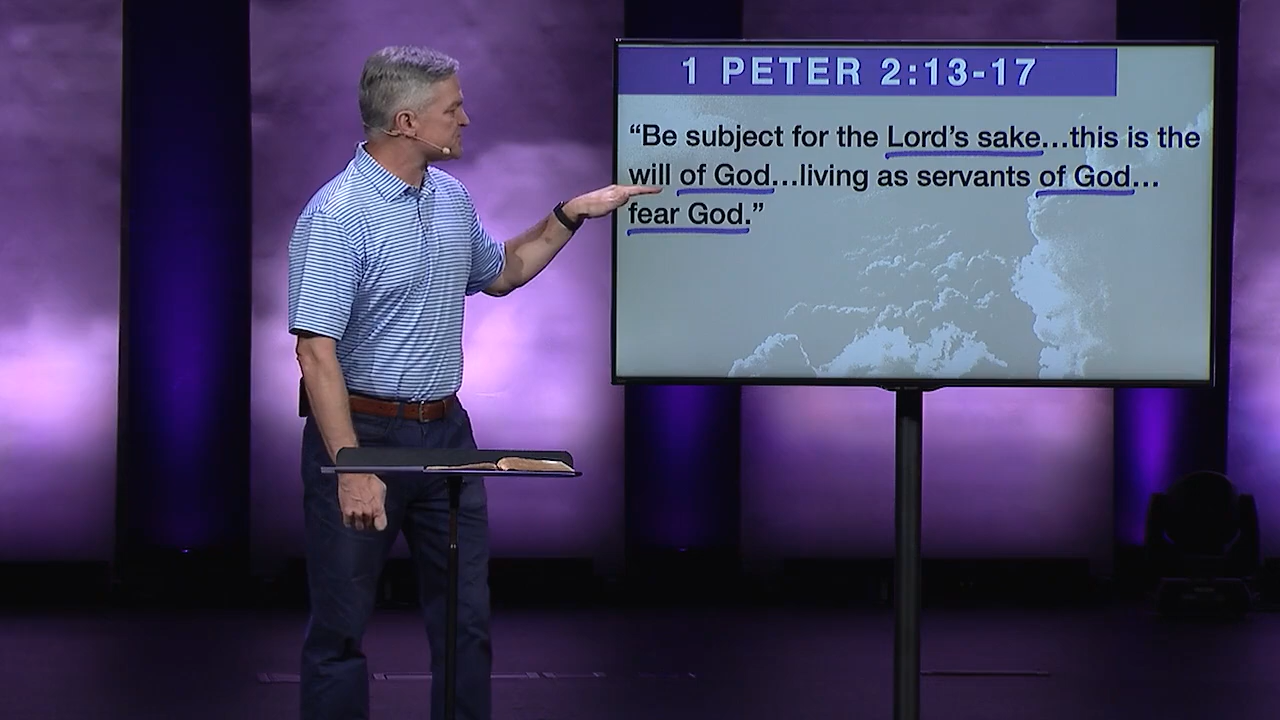 1 PETER 2:13-17
“Be subject for the Lord’s sake…this is the
will of God…living as servants of God…
fear God.”